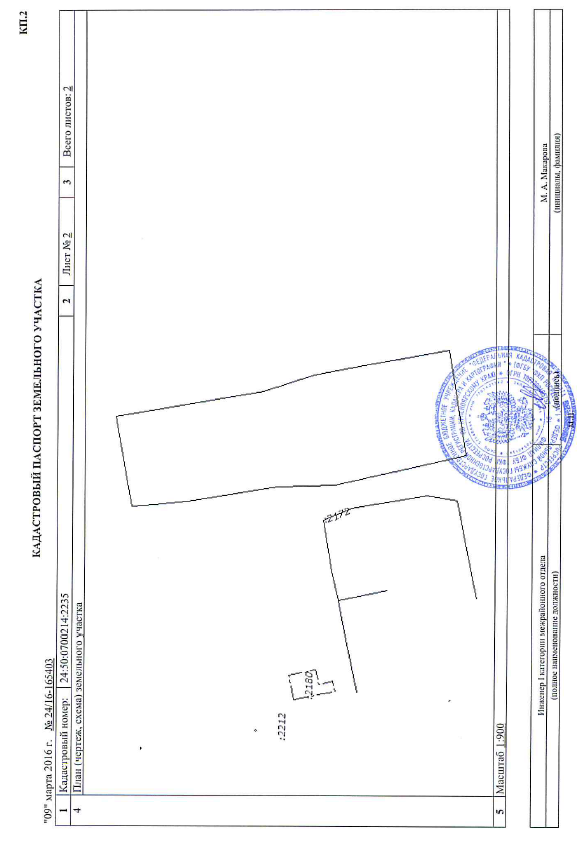 КП.2
КАДАСТРОВЫЙ ПАСПОРТ ЗЕМЕЛЬНОГО УЧАСТКА
"09" марта 2016 г. № 24/16-165403
1 Кадастровый номер: 24:50:0700214:2235 2 Лист № 2 3 Всего листов: 2
4 План (чертеж, схема) земельного участка
:2172
:2180
:2212
5 Масштаб 1:900
Инженер I категории межрайонного отдела М. А. Макарова
(полное наименование должности) (подпись) (инициалы, фамилия)